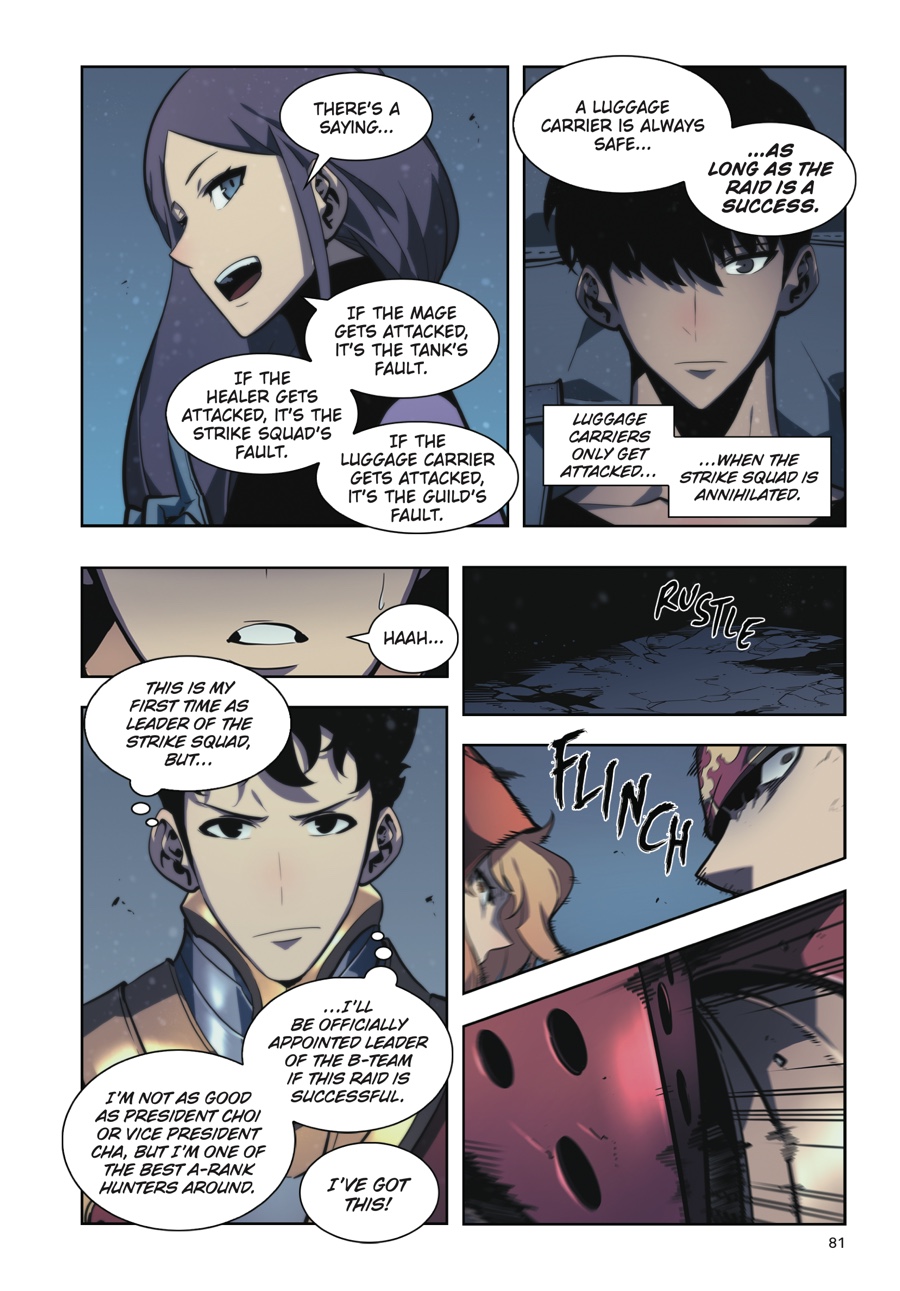 THERE'S A
SAYING...
IF THE MAGE
GETS ATTACKED,
IT'S THE TANK'S
FAULT.
IF THE
HEALER GETS
ATTACKED, IT'S THE
STRIKE SQUAD'S
FAULT.
IF THE
LUGGAGE CARRIER
GETS ATTACKED,
IT'S THE GUILD'S
FAULT.
A LUGGAGE
CARRIER IS ALWAYS
SAFE...
...AS
LONG AS THE
RAID IS A
SUCCESS.
LUGGAGE
CARRIERS
ONLY GET
ATTACKED...
...WHEN THE
STRIKE SQUAD IS
ANNIHILATED.
HAAH...
THIS IS MY
FIRST TIME AS
LEADER OF THE
STRIKE SQUAD,
BUT...
...I'LL
BE OFFICIALLY
APPOINTED LEADER
OF THE B-TEAM
IF THIS RAID IS
SUCCESSFUL.
I'M NOT AS GOOD
AS PRESIDENT CHOI
OR VICE PRESIDENT
CHA, BUT I'M ONE OF
THE BEST A-RANK
HUNTERS AROUND.
I'VE GOT
THIS!
RUSTLE
FLINCH
81